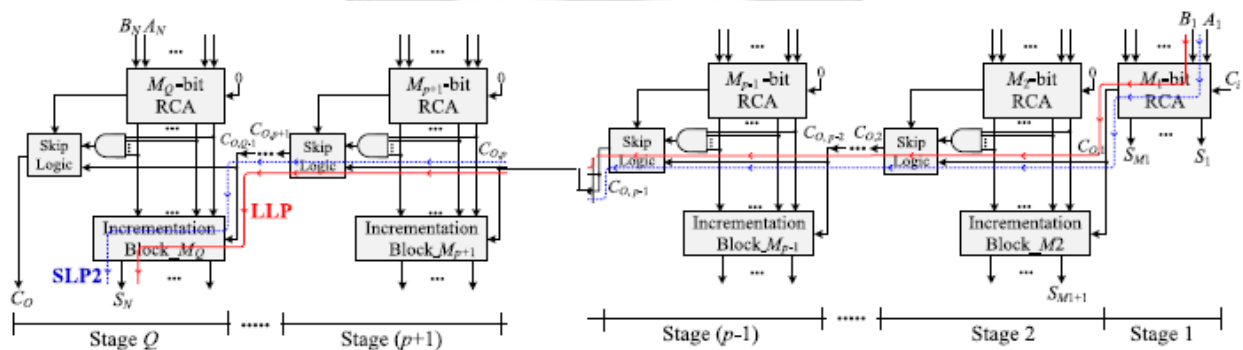 B_N A_N ... ... ... ... B_1 A_1 ...
M_Q-bit RCA 0
M_{p+1}-bit RCA 0
M_{p-1}-bit RCA 0
M_2-bit RCA 0
M_1-bit RCA
...
Skip Logic
C_{O,Q-1}
...
C_{O,p+1}
Skip Logic
C_{O,p}
Skip Logic
C_{O,p-2}
...
C_{O,2}
Skip Logic
S_{M1}
...
S_1
C_{O,p-1}
LLP
...
Incrementation Block_M_Q
Incrementation Block_M_{p+1}
Incrementation Block_M_{p-1}
Incrementation Block_M2
SLP2
C_O
S_N
...
...
...
S_{M1+1}
...
Stage Q
.....
Stage (p+1)
Stage (p-1)
.....
Stage 2
Stage 1